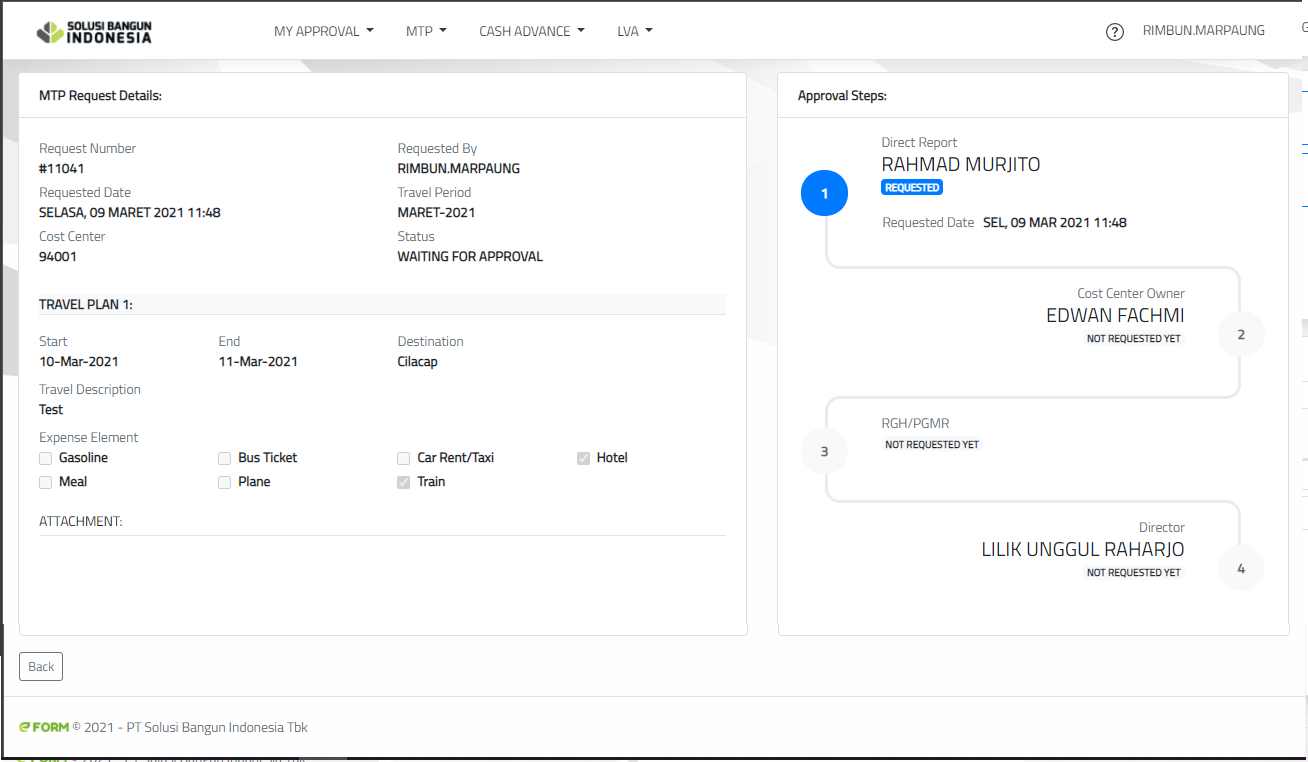 SOLUSI BANGUN
INDONESIA
MY APPROVAL MTP CASH ADVANCE LVA
? RIMBUN.MARPAUNG
MTP Request Details:
Request Number
#11041
Requested By
RIMBUN.MARPAUNG
Requested Date
SELASA, 09 MARET 2021 11:48
Travel Period
MARET-2021
Cost Center
94001
Status
WAITING FOR APPROVAL
TRAVEL PLAN 1:
Start
10-Mar-2021
End
11-Mar-2021
Destination
Cilacap
Travel Description
Test
Expense Element
Gasoline Bus Ticket Car Rent/Taxi Hotel
Meal Plane Train
ATTACHMENT:
Approval Steps:
1
Direct Report
RAHMAD MURJITO
REQUESTED
Requested Date SEL, 09 MAR 2021 11:48
Cost Center Owner
EDWAN FACHMI
NOT REQUESTED YET
2
3
RGH/PGMR
NOT REQUESTED YET
Director
LILIK UNGGUL RAHARJO
NOT REQUESTED YET
4
Back
e FORM © 2021 - PT Solusi Bangun Indonesia Tbk